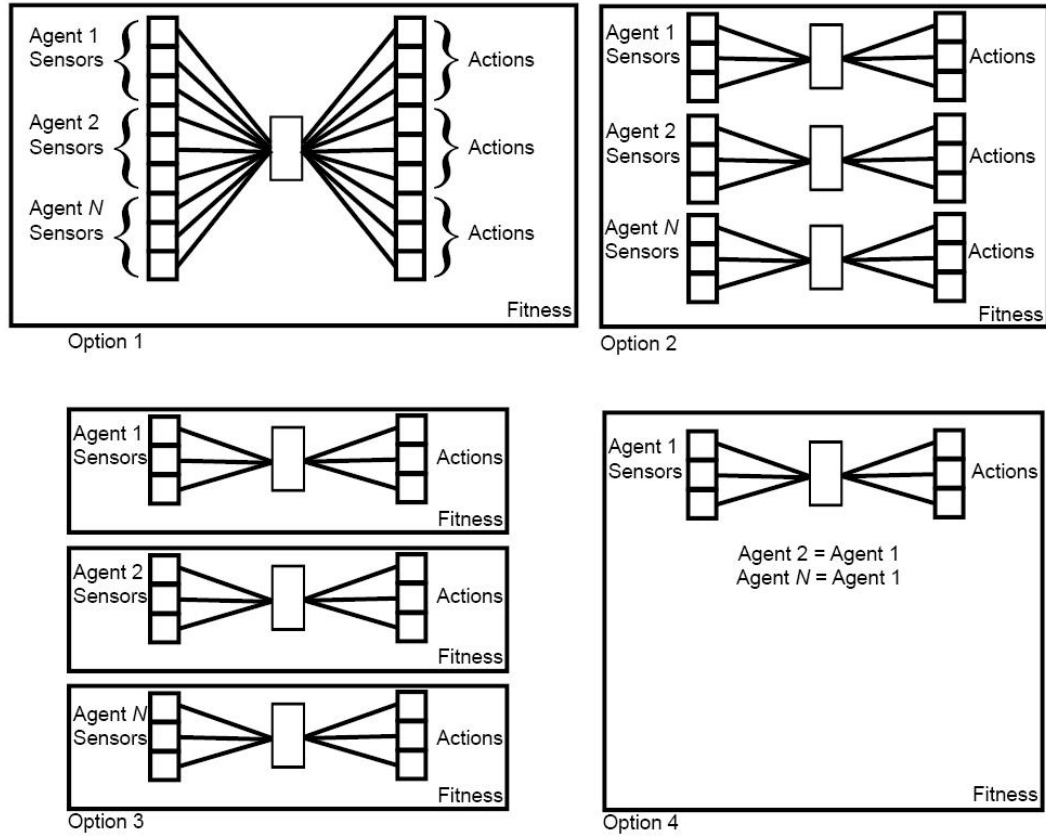 Agent 1
Sensors
Actions
Agent 2
Sensors
Actions
Agent N
Sensors
Actions
Fitness
Option 1
Agent 1
Sensors
Actions
Agent 2
Sensors
Actions
Agent N
Sensors
Actions
Fitness
Option 2
Agent 1
Sensors
Actions
Fitness
Agent 2
Sensors
Actions
Fitness
Agent N
Sensors
Actions
Fitness
Option 3
Agent 1
Sensors
Actions
Agent 2 = Agent 1
Agent N = Agent 1
Fitness
Option 4